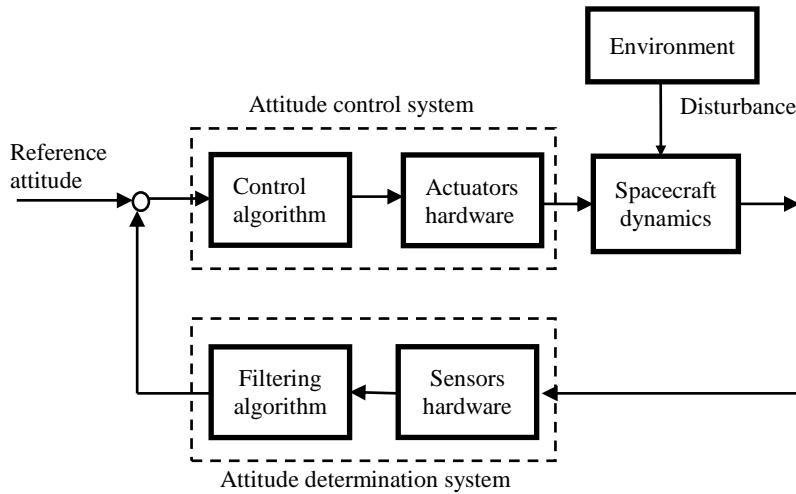 Environment
Disturbance
Attitude control system
Reference
attitude
Control
algorithm
Actuators
hardware
Spacecraft
dynamics
Filtering
algorithm
Sensors
hardware
Attitude determination system